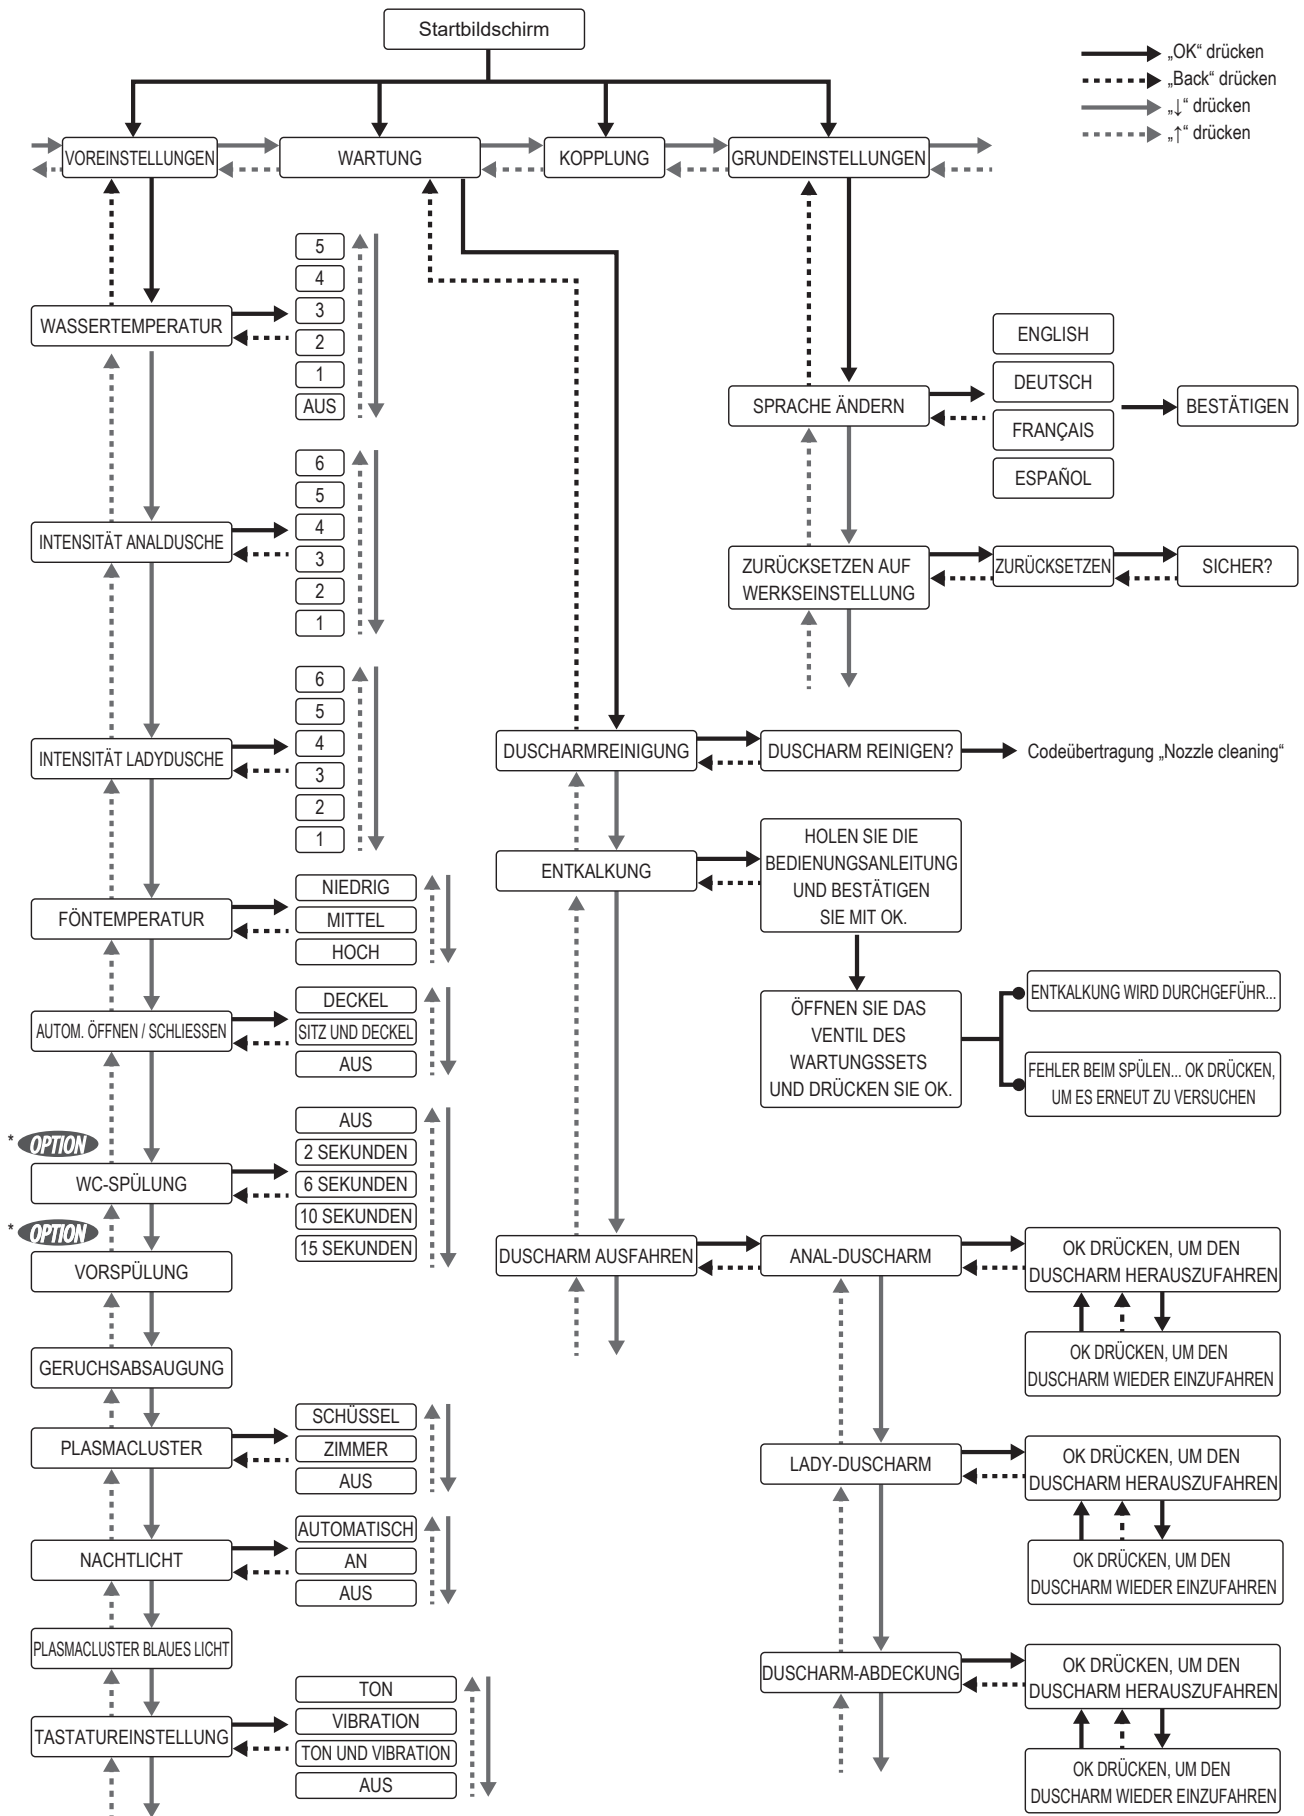 Startbildschirm
„OK“ drücken
„Back“ drücken
„↓“ drücken
„↑“ drücken
VOREINSTELLUNGEN
WARTUNG
KOPPLUNG
GRUNDEINSTELLUNGEN
WASSERTEMPERATUR
5
4
3
2
1
AUS
INTENSITÄT ANALDUSCHE
6
5
4
3
2
1
INTENSITÄT LADYDUSCHE
6
5
4
3
2
1
FÖNTEMPERATUR
NIEDRIG
MITTEL
HOCH
AUTOM. ÖFFNEN / SCHLIESSEN
DECKEL
SITZ UND DECKEL
AUS
* OPTION
WC-SPÜLUNG
AUS
2 SEKUNDEN
6 SEKUNDEN
10 SEKUNDEN
15 SEKUNDEN
* OPTION
VORSPÜLUNG
GERUCHSABSAUGUNG
PLASMACLUSTER
SCHÜSSEL
ZIMMER
AUS
NACHTLICHT
AUTOMATISCH
AN
AUS
PLASMACLUSTER BLAUES LICHT
TASTATUREINSTELLUNG
TON
VIBRATION
TON UND VIBRATION
AUS
DUSCHARMREINIGUNG
DUSCHARM REINIGEN?
Codeübertragung „Nozzle cleaning“
ENTKALKUNG
HOLEN SIE DIE
BEDIENUNGSANLEITUNG
UND BESTÄTIGEN
SIE MIT OK.
ÖFFNEN SIE DAS
VENTIL DES
WARTUNGSSETS
UND DRÜCKEN SIE OK.
ENTKALKUNG WIRD DURCHGEFÜHR...
FEHLER BEIM SPÜLEN... OK DRÜCKEN,
UM ES ERNEUT ZU VERSUCHEN
DUSCHARM AUSFAHREN
ANAL-DUSCHARM
OK DRÜCKEN, UM DEN
DUSCHARM HERAUSZUFAHREN
OK DRÜCKEN, UM DEN
DUSCHARM WIEDER EINZUFAHREN
LADY-DUSCHARM
OK DRÜCKEN, UM DEN
DUSCHARM HERAUSZUFAHREN
OK DRÜCKEN, UM DEN
DUSCHARM WIEDER EINZUFAHREN
DUSCHARM-ABDECKUNG
OK DRÜCKEN, UM DEN
DUSCHARM HERAUSZUFAHREN
OK DRÜCKEN, UM DEN
DUSCHARM WIEDER EINZUFAHREN
SPRACHE ÄNDERN
ENGLISH
DEUTSCH
FRANÇAIS
ESPAÑOL
BESTÄTIGEN
ZURÜCKSETZEN AUF
WERKSEINSTELLUNG
ZURÜCKSETZEN
SICHER?